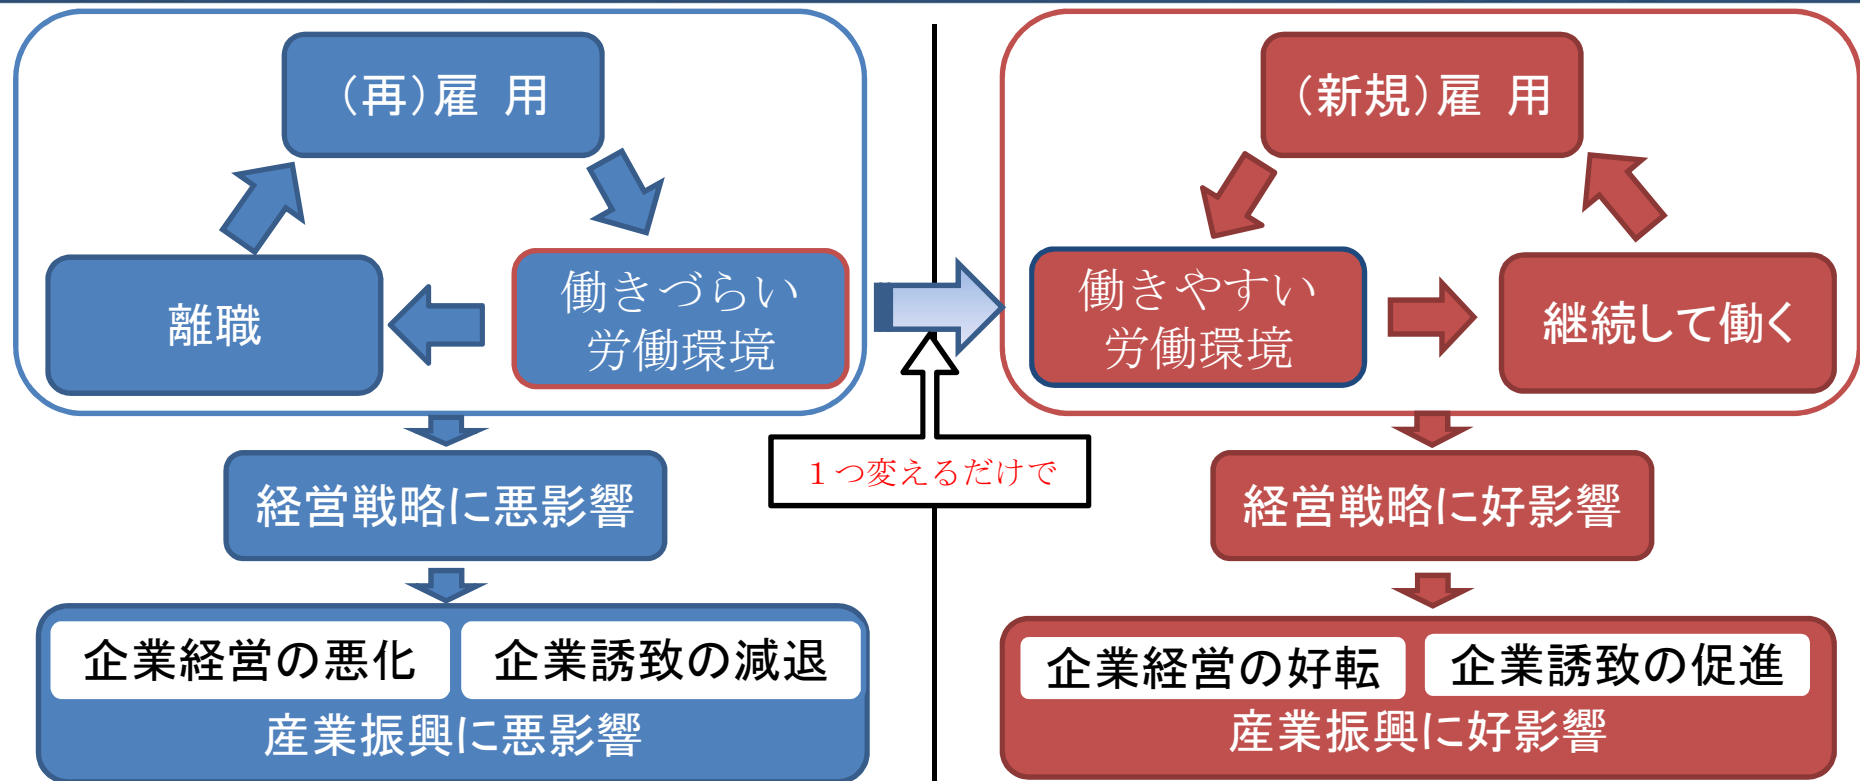 （再）雇 用
働きづらい
労働環境
離職
経営戦略に悪影響
企業経営の悪化
企業誘致の減退
産業振興に悪影響
１つ変えるだけで
（新規）雇 用
働きやすい
労働環境
継続して働く
経営戦略に好影響
企業経営の好転
企業誘致の促進
産業振興に好影響